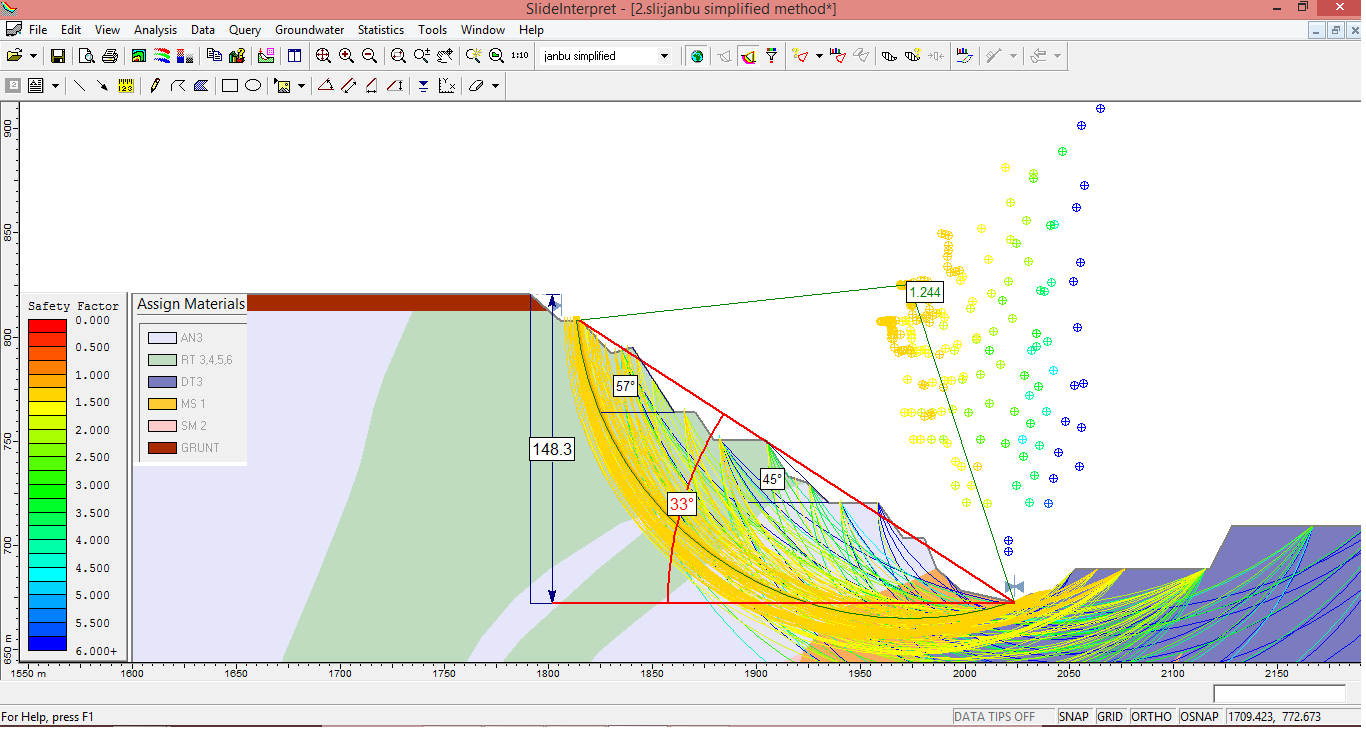 SlideInterpret - [2.sli:janbu simplified method*]
File Edit View Analysis Data Query Groundwater Statistics Tools Window Help
1:10 janbu simplified
123
900
850
800
750
700
m
650
Safety Factor
0.000
0.500
1.000
1.500
2.000
2.500
3.000
3.500
4.000
4.500
5.000
5.500
6.000+
Assign Materials
AN3
RT 3,4,5,6
DT3
MS 1
SM 2
GRUNT
1.244
57°
148.3
45°
33°
1550 m 1600 1650 1700 1750 1800 1850 1900 1950 2000 2050 2100 2150
For Help, press F1
DATA TIPS OFF SNAP GRID ORTHO OSNAP 1709.423, 772.673